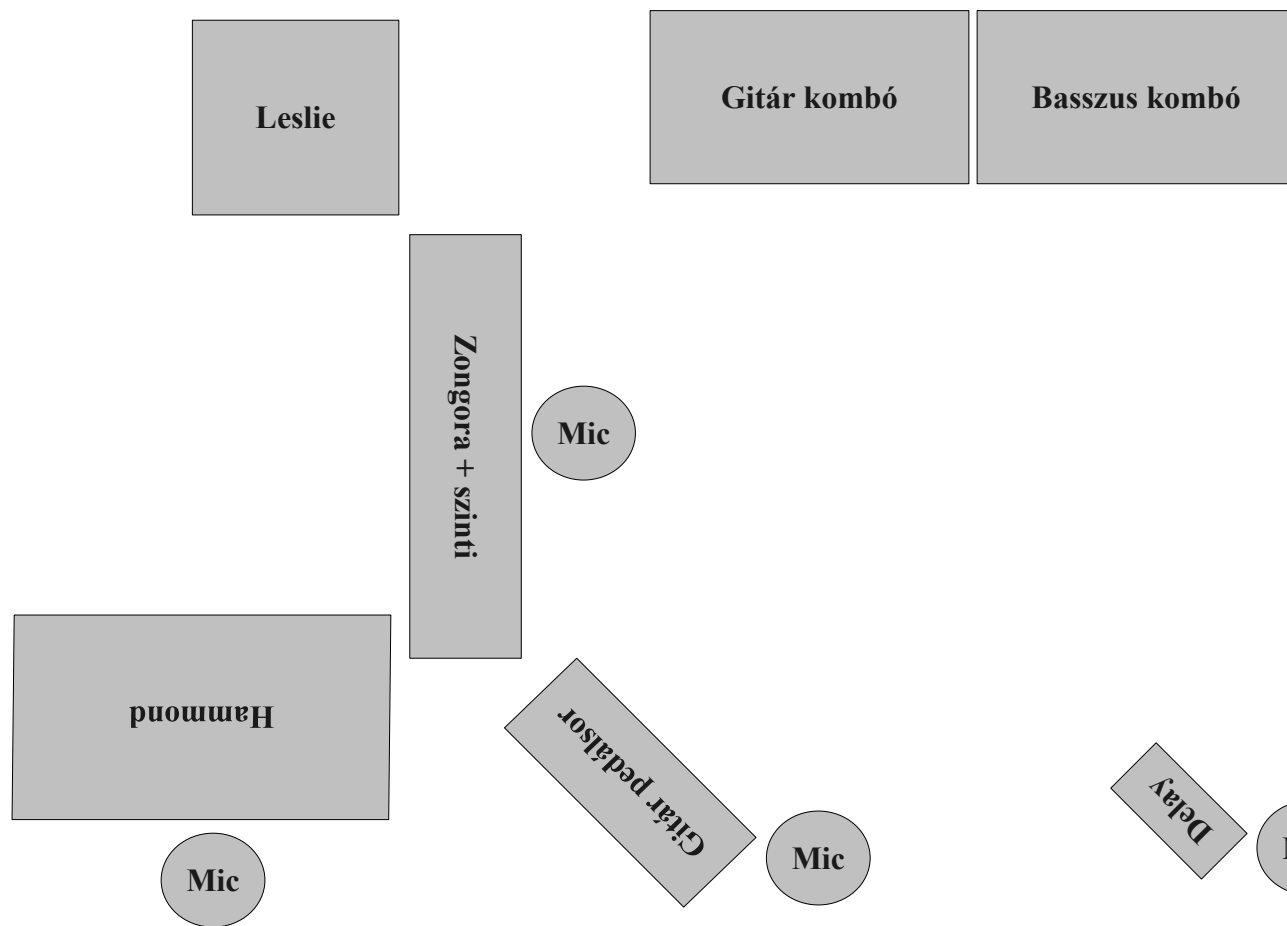 Leslie
Gitár kombó
Basszus kombó
Zongora + szinti
Mic
Hammond
Gitár pedálsor
Delay
Mic
Mic